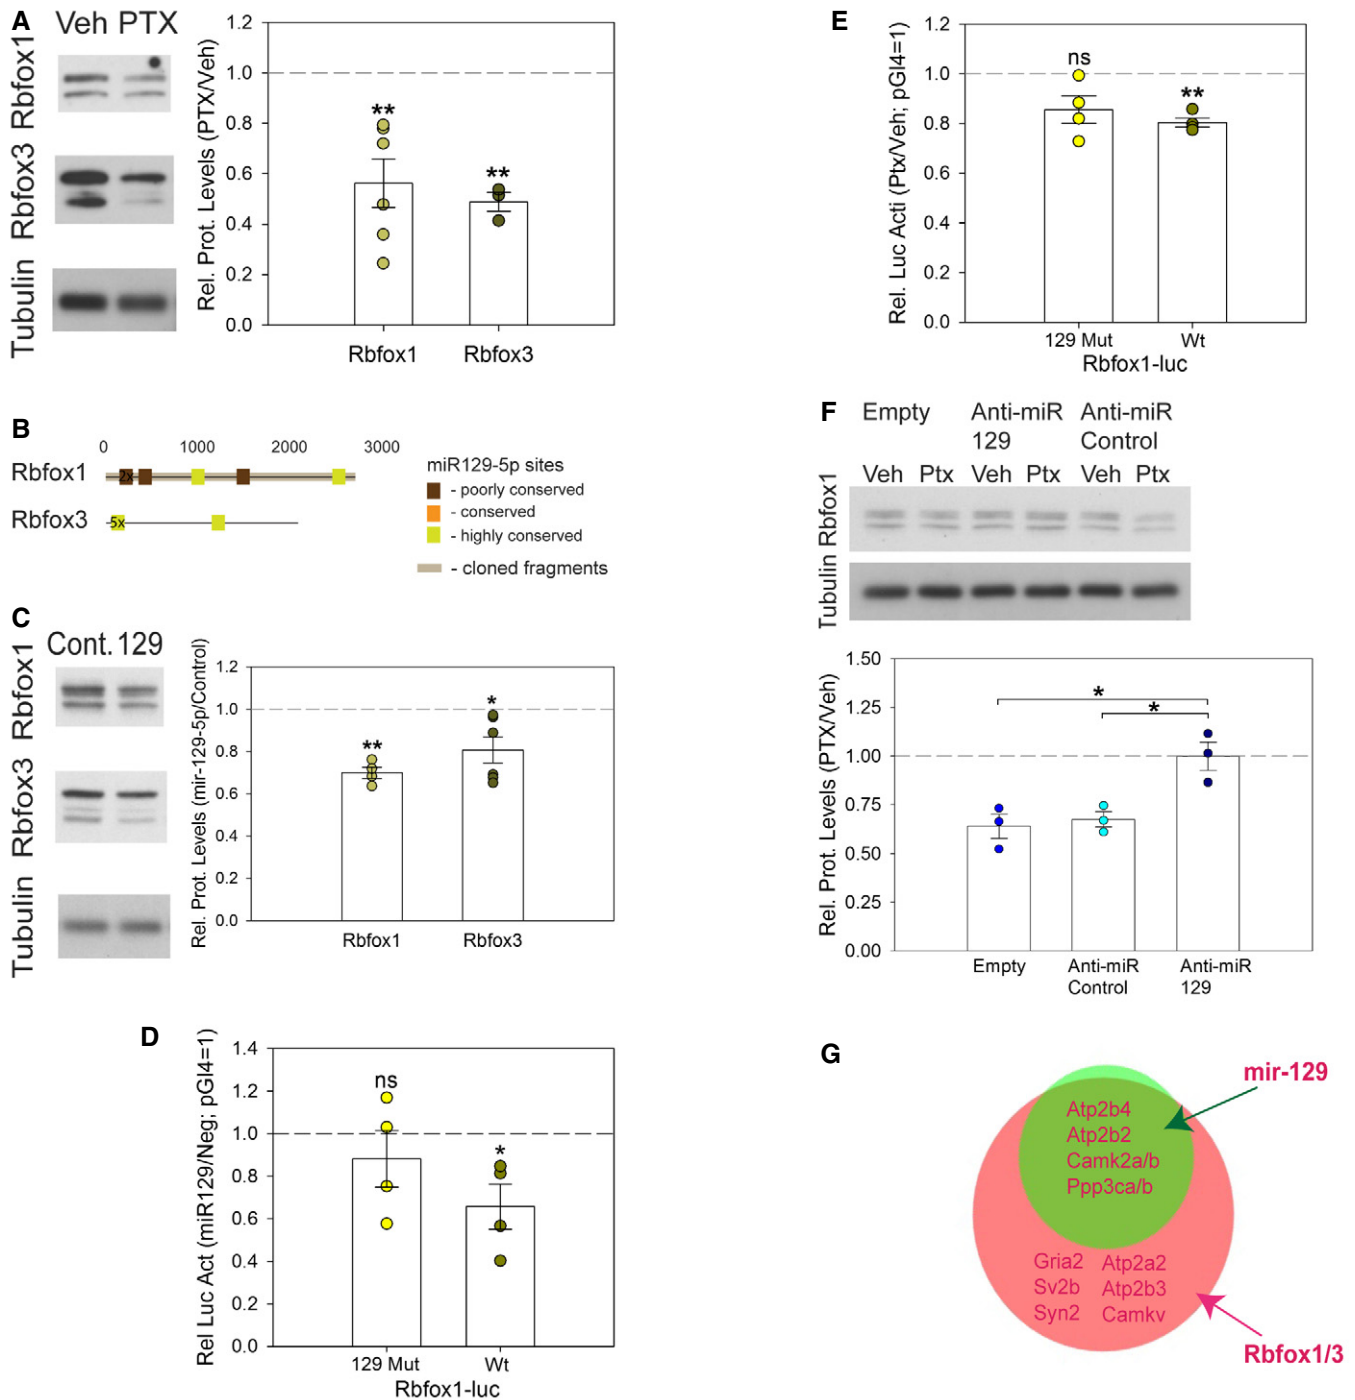 A
Veh PTX
Rbfox1
Rbfox3
Tubulin
Rel. Prot. Levels (PTX/Veh)
1.2
1.0
0.8
0.6
0.4
0.2
0.0
**
**
Rbfox1
Rbfox3
B
0
1000
2000
3000
Rbfox1
2x
Rbfox3
5x
miR129-5p sites
- poorly conserved
- conserved
- highly conserved
- cloned fragments
C
Cont. 129
Rbfox1
Rbfox3
Tubulin
Rel. Prot. Levels (mir-129-5p/Control)
1.2
1.0
0.8
0.6
0.4
0.2
0.0
**
*
Rbfox1
Rbfox3
D
Rel Luc Act (miR129/Neg; pGl4=1)
1.4
1.2
1.0
0.8
0.6
0.4
0.2
0.0
ns
*
129 Mut
Wt
Rbfox1-luc
E
Rel. Luc Acti (Ptx/Veh; pGl4=1)
1.2
1.0
0.8
0.6
0.4
0.2
0.0
ns
**
129 Mut
Wt
Rbfox1-luc
F
Empty
Anti-miR
129
Anti-miR
Control
Veh Ptx Veh Ptx Veh Ptx
Rbfox1
Tubulin
Rel. Prot. Levels (PTX/Veh)
1.50
1.25
1.00
0.75
0.50
0.25
0.00
*
*
Empty
Anti-miR
Control
Anti-miR
129
G
mir-129
Atp2b4
Atp2b2
Camk2a/b
Ppp3ca/b
Gria2 Atp2a2
Sv2b Atp2b3
Syn2 Camkv
Rbfox1/3